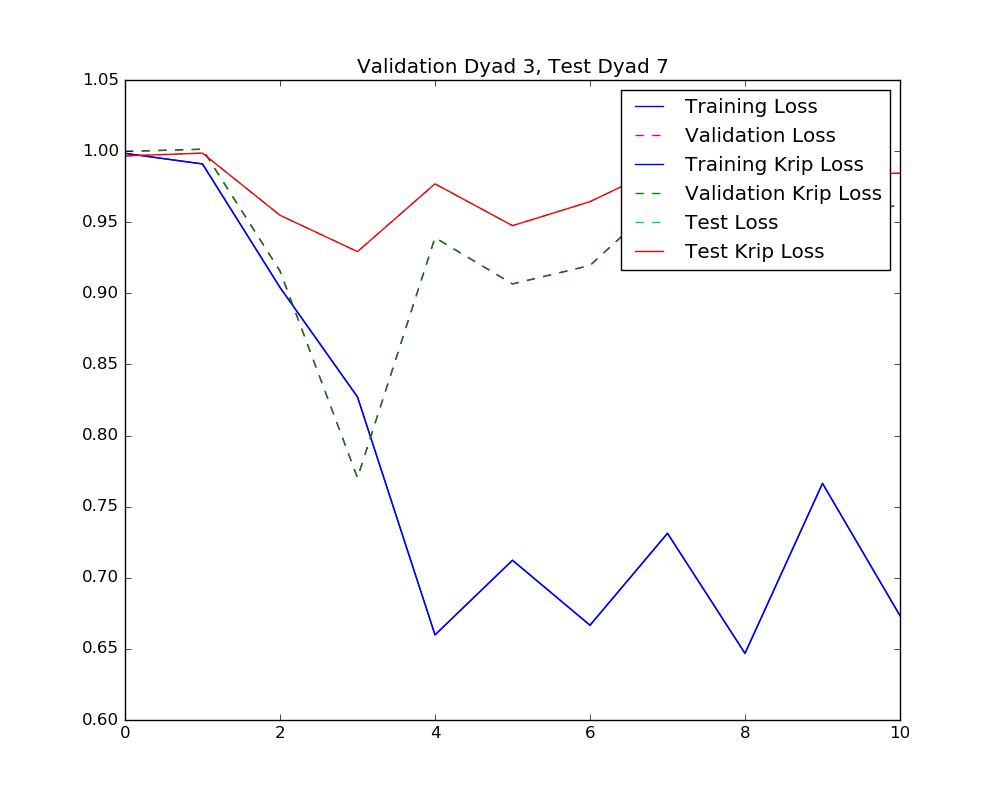 Validation Dyad 3, Test Dyad 7
1.05
1.00
0.95
0.90
0.85
0.80
0.75
0.70
0.65
0.60
Training Loss
Validation Loss
Training Krip Loss
Validation Krip Loss
Test Loss
Test Krip Loss
0 2 4 6 8 10